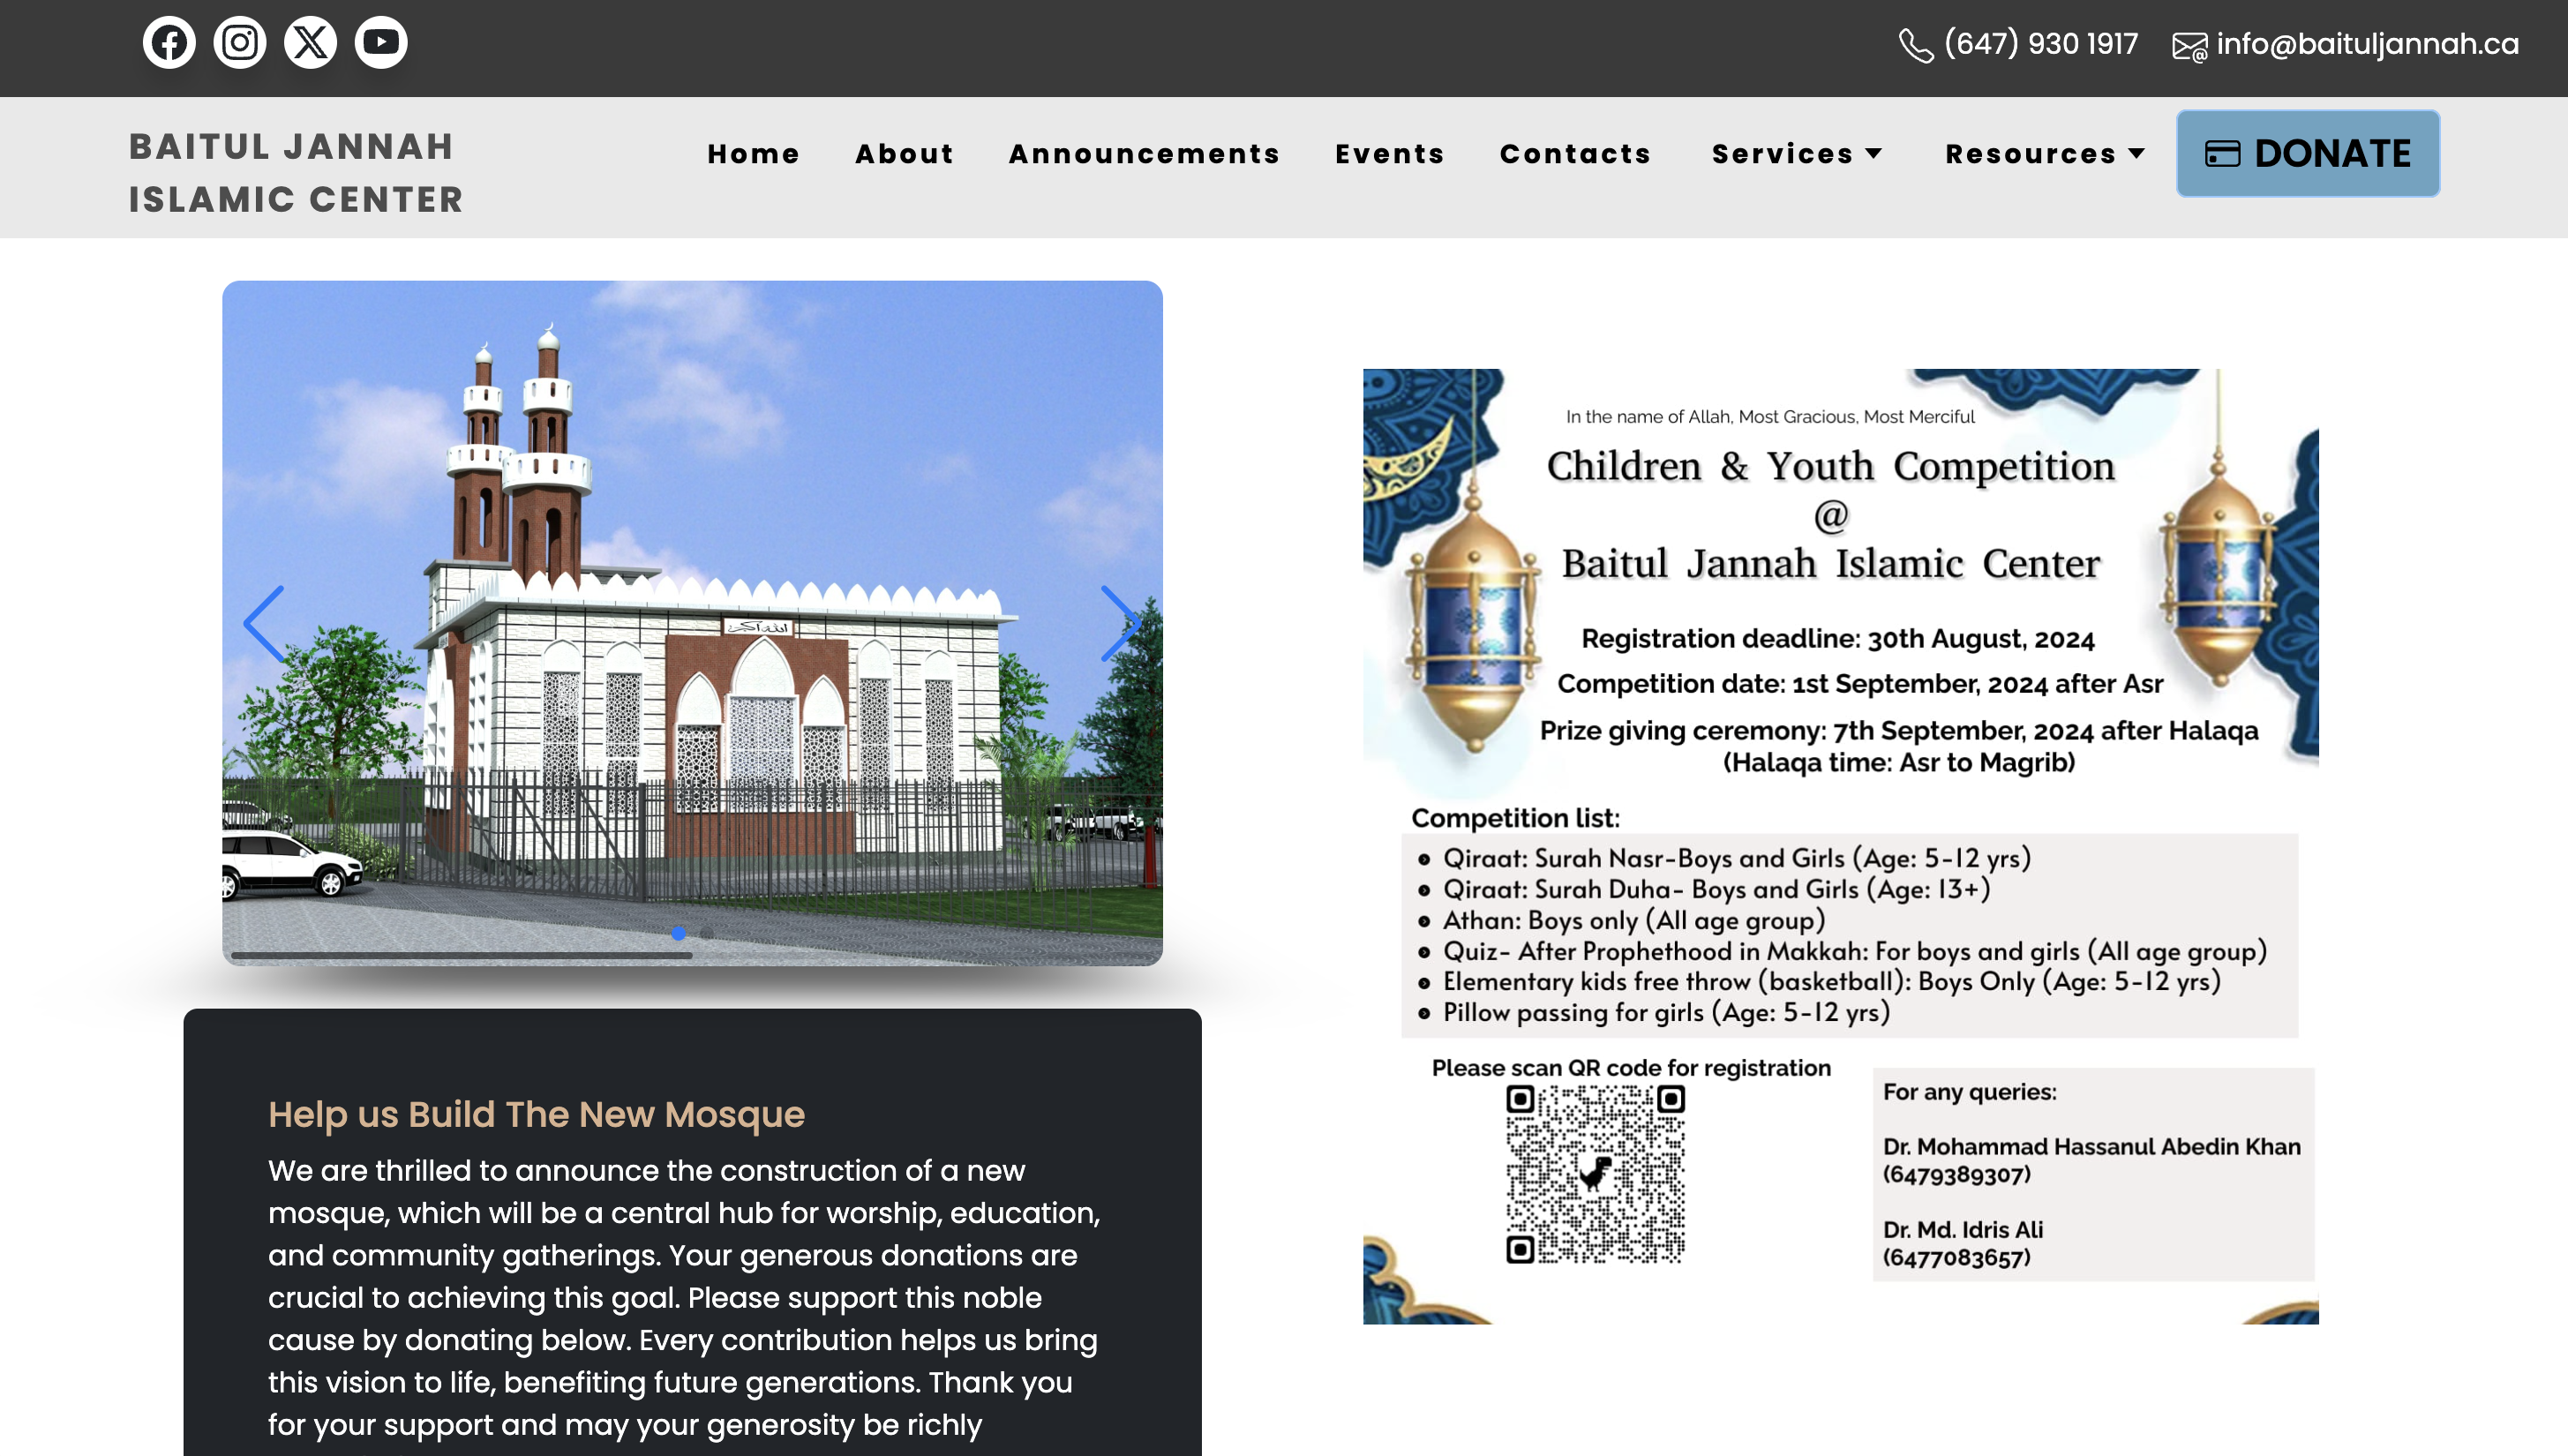 (647) 930 1917
info@baituljannah.ca
BAITUL JANNAH
ISLAMIC CENTER
Home
About
Announcements
Events
Contacts
Services
Resources
DONATE
Help us Build The New Mosque
We are thrilled to announce the construction of a new
mosque, which will be a central hub for worship, education,
and community gatherings. Your generous donations are
crucial to achieving this goal. Please support this noble
cause by donating below. Every contribution helps us bring
this vision to life, benefiting future generations. Thank you
for your support and may your generosity be richly
In the name of Allah, Most Gracious, Most Merciful
Children & Youth Competition
@
Baitul Jannah Islamic Center
Registration deadline: 30th August, 2024
Competition date: 1st September, 2024 after Asr
Prize giving ceremony: 7th September, 2024 after Halaqa
(Halaqa time: Asr to Magrib)
Competition list:
Qiraat: Surah Nasr-Boys and Girls (Age: 5-12 yrs)
Qiraat: Surah Duha- Boys and Girls (Age: 13+)
Athan: Boys only (All age group)
Quiz- After Prophethood in Makkah: For boys and girls (All age group)
Elementary kids free throw (basketball): Boys Only (Age: 5-12 yrs)
Pillow passing for girls (Age: 5-12 yrs)
Please scan QR code for registration
For any queries:
Dr. Mohammad Hassanul Abedin Khan
(6479389307)
Dr. Md. Idris Ali
(6477083657)